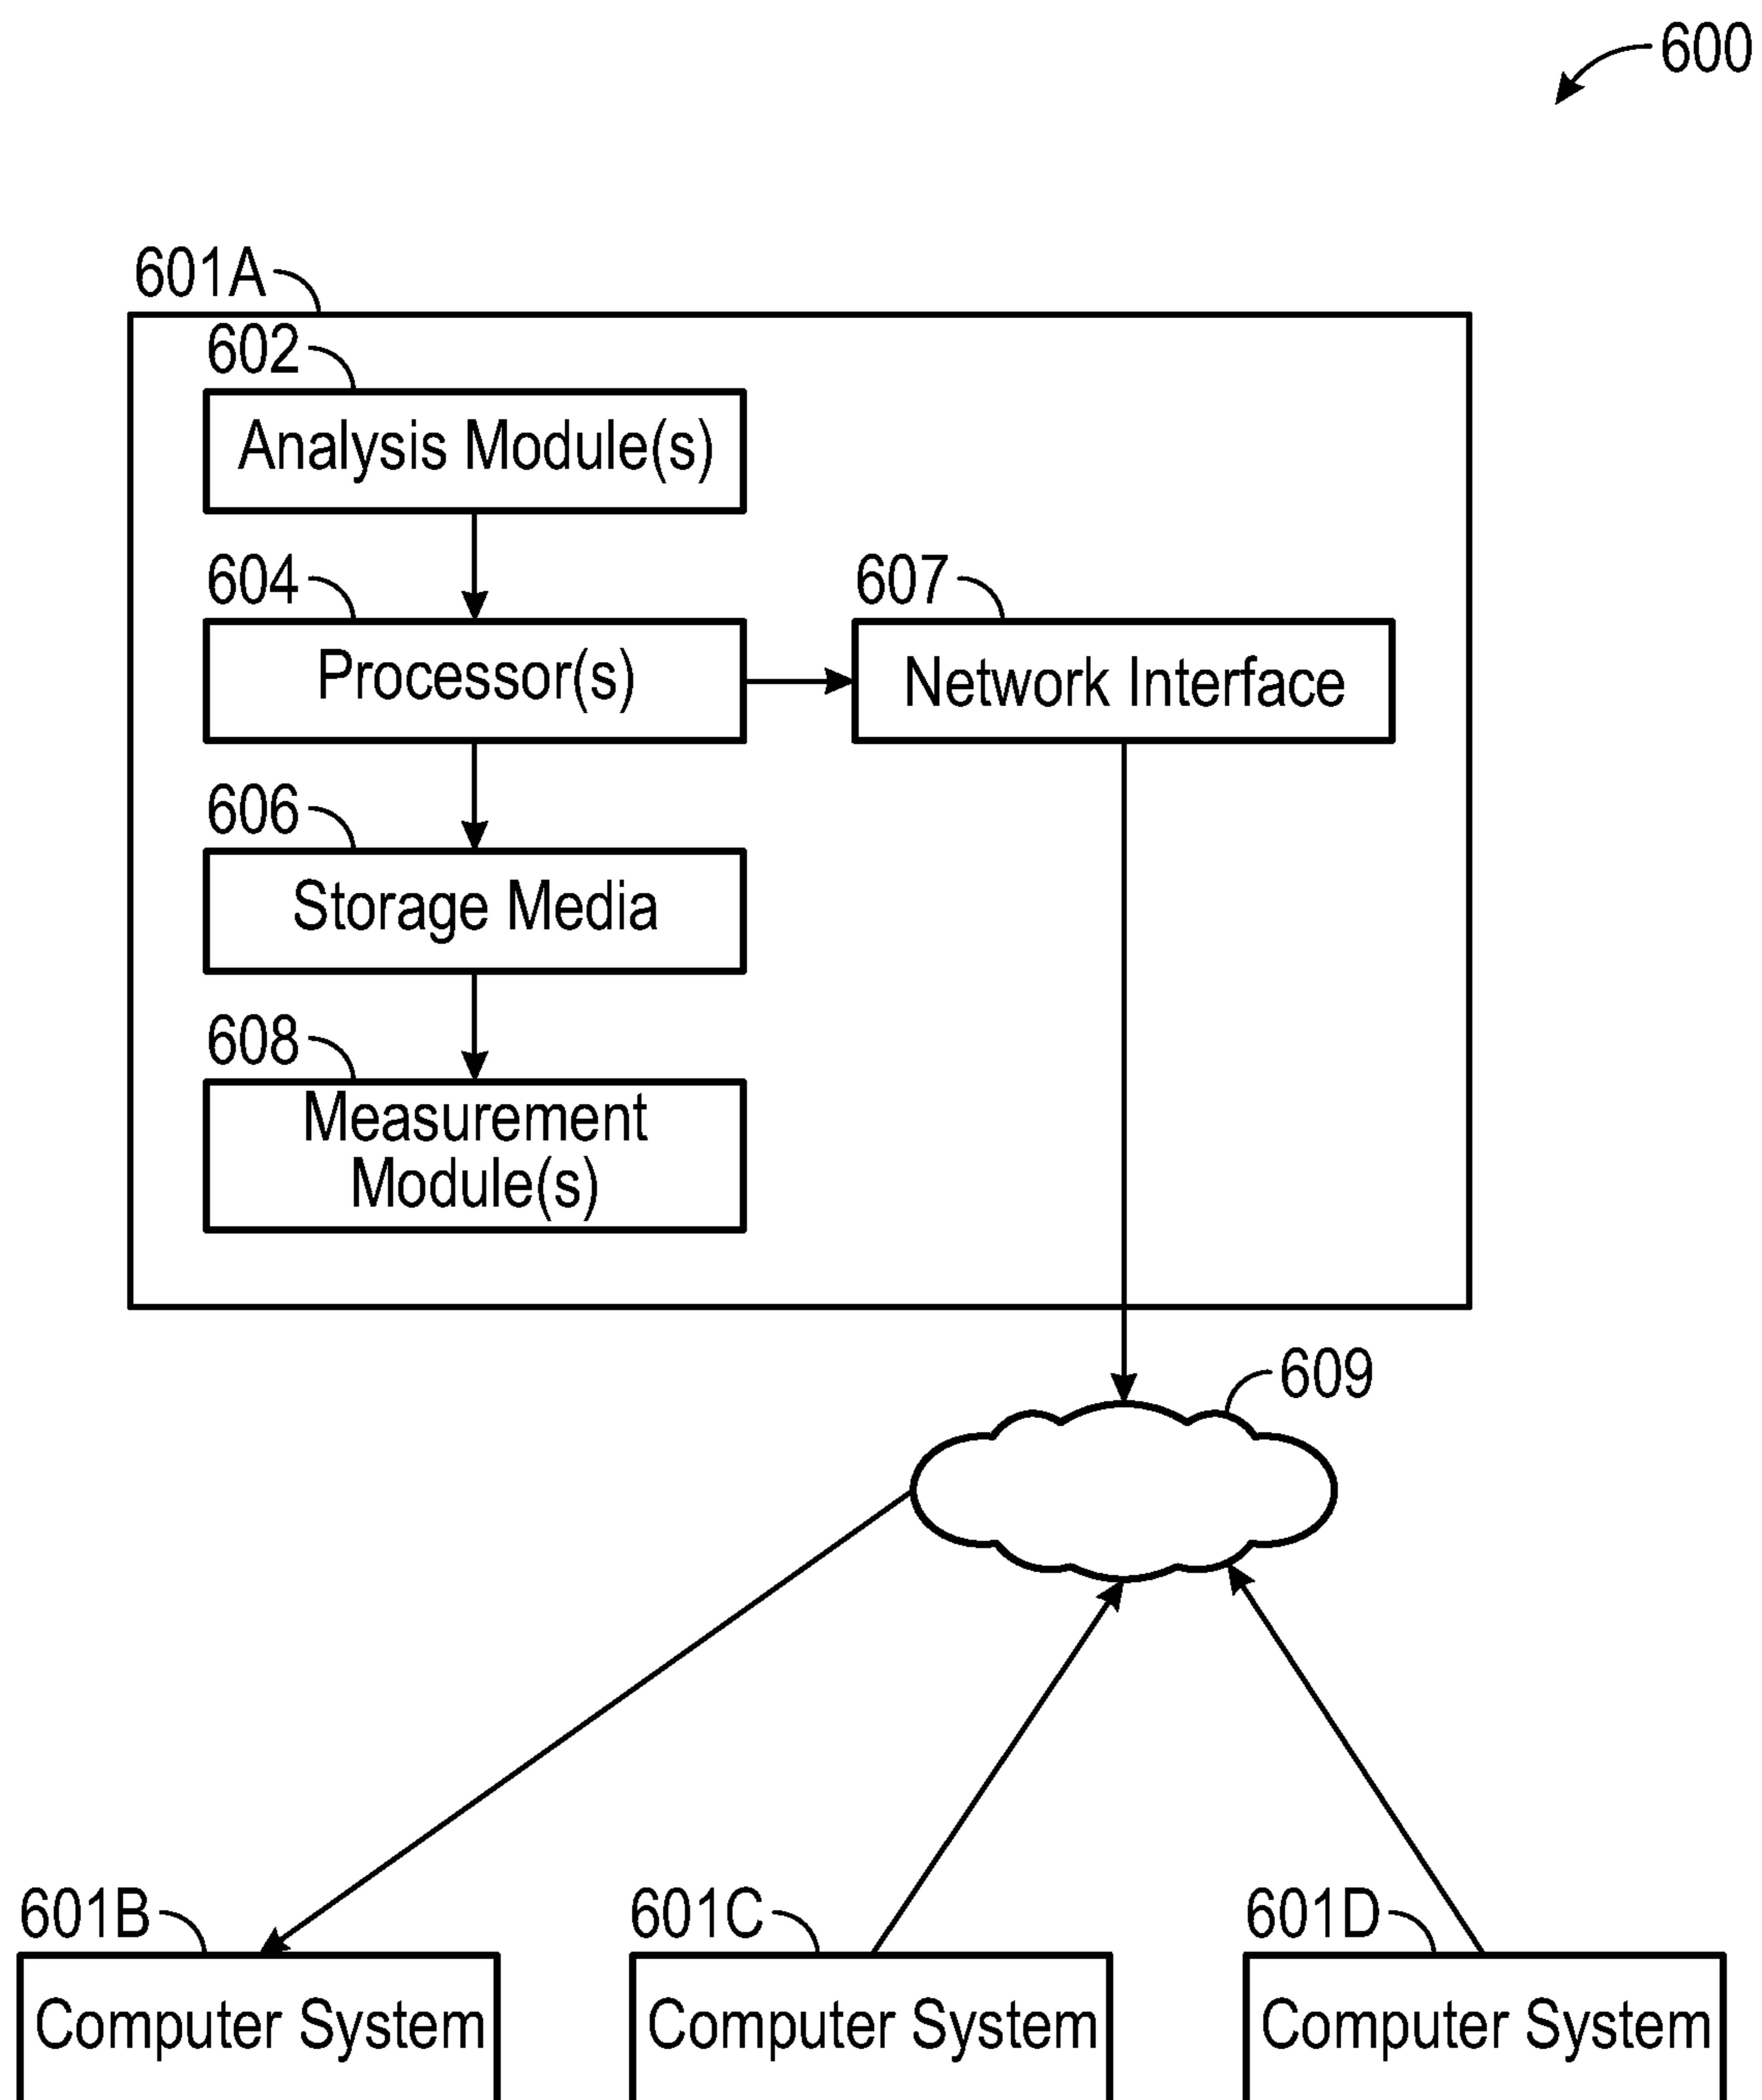 600
601A
602
Analysis Module(s)
604
Processor(s)
607
Network Interface
606
Storage Media
608
Measurement
Module(s)
609
601B
Computer System
601C
Computer System
601D
Computer System